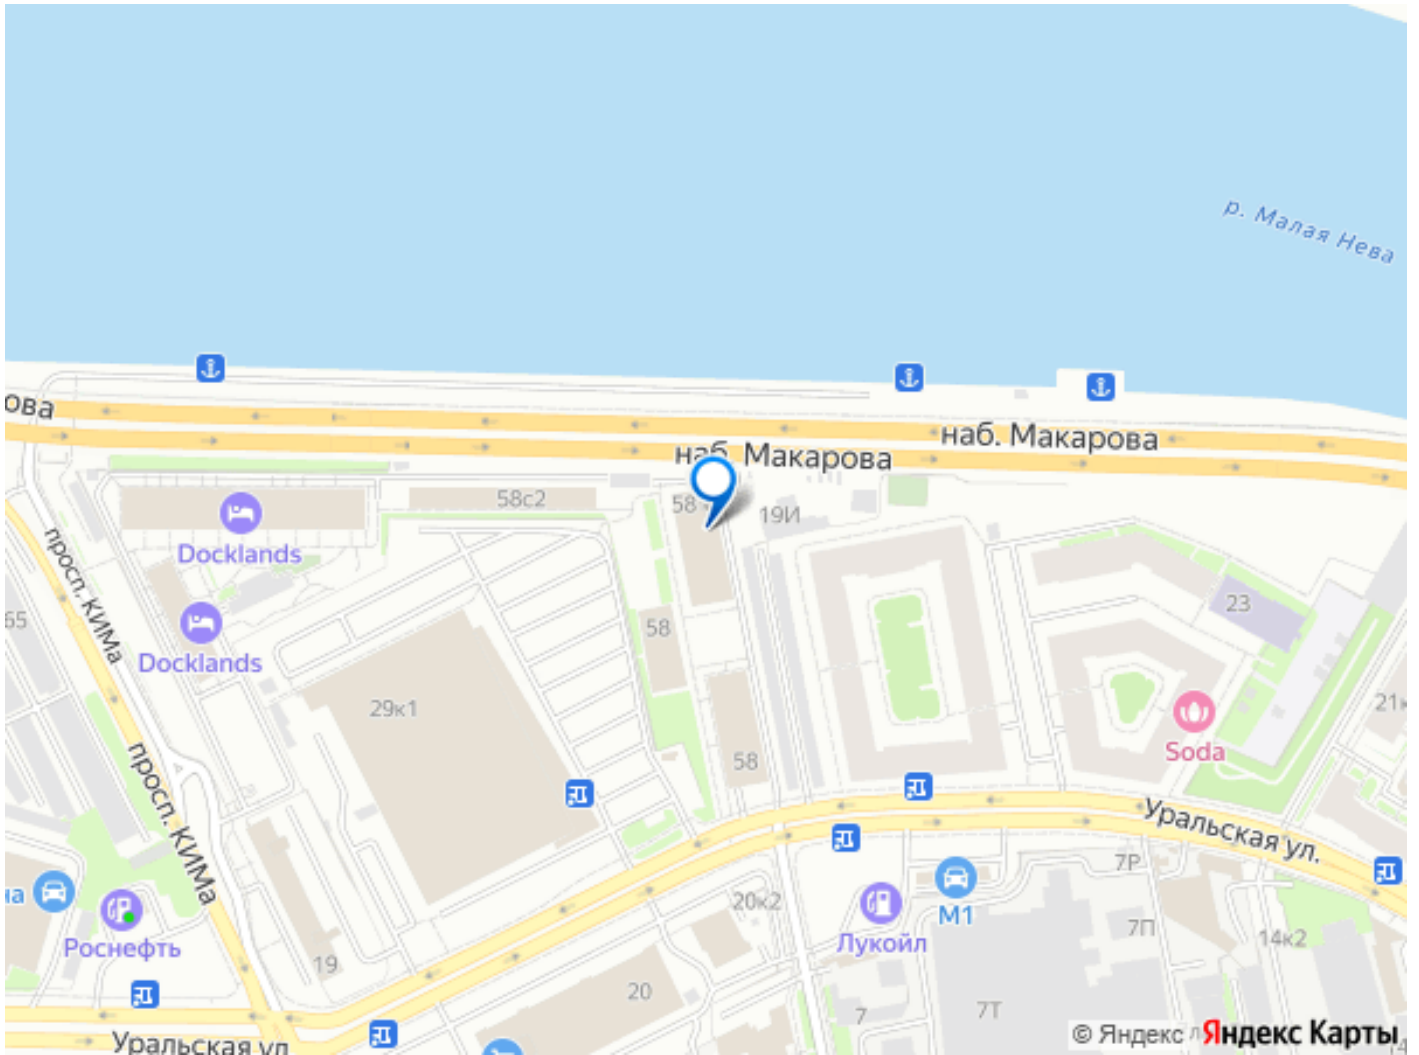 р. Малая Нева
ова
наб. Макарова
наб. Макарова
58с2
58
19И
Docklands
просп. КИМа
65
23
58
Docklands
29к1
21к
Soda
58
просп. КИМа
Уральская ул.
7Р
на
М1
20к2
Роснефть
Лукойл
7П
14к2
19
20
7
7Т
Уральская ул
© Яндекс
Яндекс Карты
14